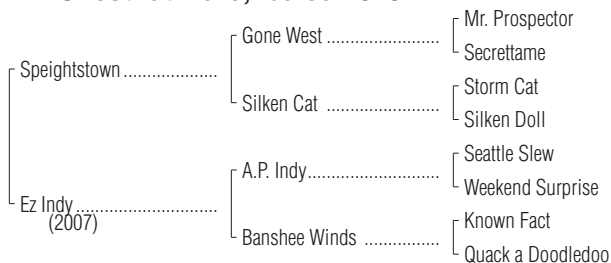 Mr. Prospector
Gone West
Secrettame
Speightstown
Storm Cat
Silken Cat
Silken Doll
Seattle Slew
A.P. Indy
Weekend Surprise
Ez Indy
(2007)
Known Fact
Banshee Winds
Quack a Doodledoo